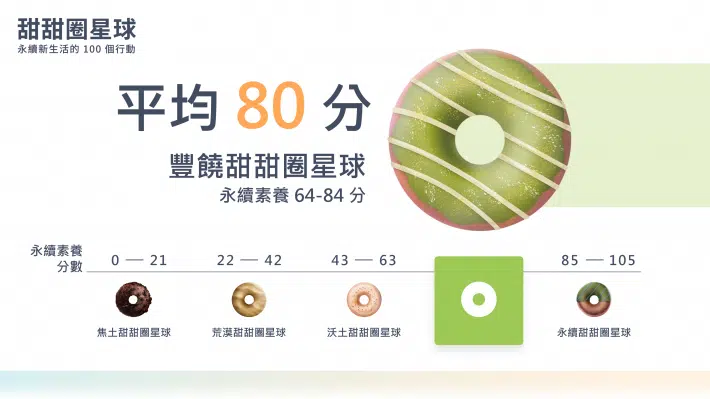 甜甜圈星球
永續新生活的 100 個行動
平均 80 分
豐饒甜甜圈星球
永續素養 64-84 分
永續素養
分數
0 — 21
22 — 42
43 — 63
85 — 105
焦土甜甜圈星球
荒漠甜甜圈星球
沃土甜甜圈星球
永續甜甜圈星球